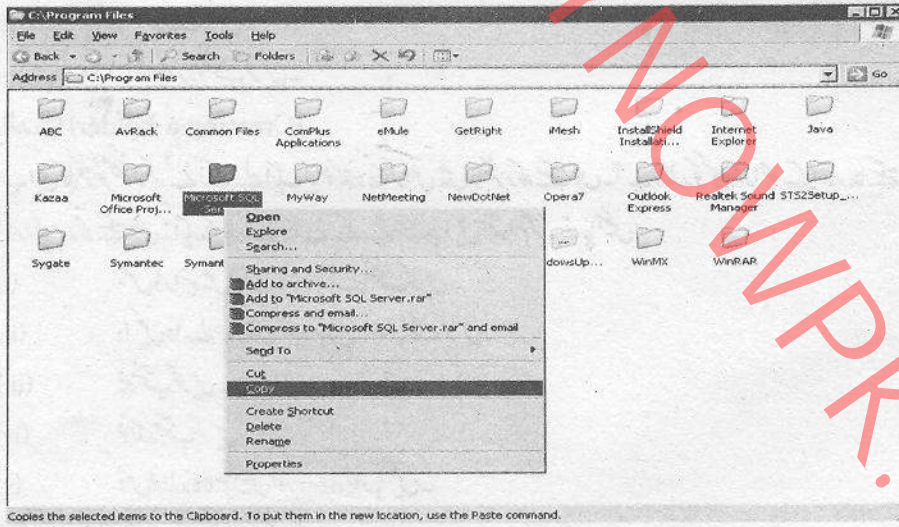 C:\Program Files
File Edit View Favorites Tools Help
Back Search Folders
Address C:\Program Files Go
ABC AvRack Common Files ComPlus Applications eMule GetRight iMesh InstallShield Installati... Internet Explorer Java
Kazaa Microsoft Office Proj... Microsoft SQL Ser... MyWay NetMeeting NewDotNet Opera7 Outlook Express Realtek Sound Manager STS2Setup_...
Sygate Symantec Symant dowsUp... WinMX WinRAR
Open
Explore
Search...
Sharing and Security...
Add to archive...
Add to "Microsoft SQL Server.rar"
Compress and email...
Compress to "Microsoft SQL Server.rar" and email
Send To
Cut
Copy
Create Shortcut
Delete
Rename
Properties
Copies the selected items to the Clipboard. To put them in the new location, use the Paste command.
YNOWPK.